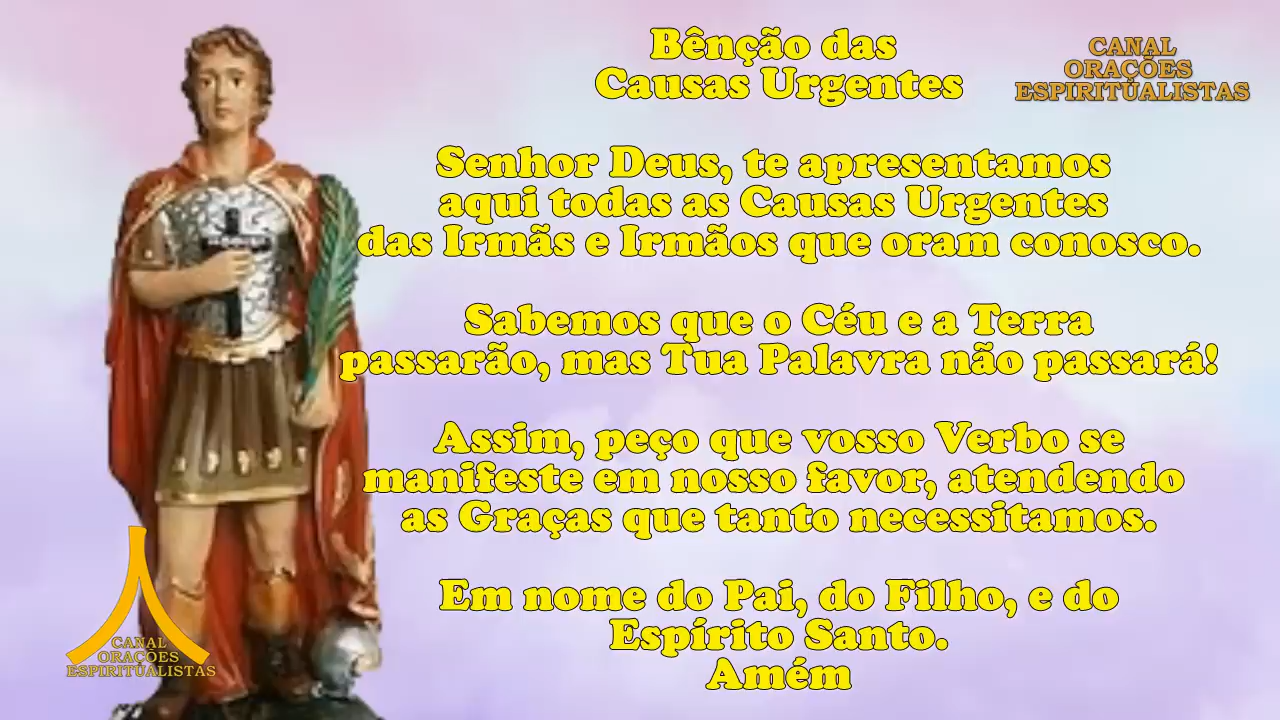 Bênção das
Causas Urgentes
CANAL
ORAÇÕES
ESPIRITUALISTAS
Senhor Deus, te apresentamos
aqui todas as Causas Urgentes
das Irmãs e Irmãos que oram conosco.
Sabemos que o Céu e a Terra
passarão, mas Tua Palavra não passará!
Assim, peço que vosso Verbo se
manifeste em nosso favor, atendendo
as Graças que tanto necessitamos.
Em nome do Pai, do Filho, e do
Espírito Santo.
Amém
CANAL
ORAÇÕES
ESPIRITUALISTAS